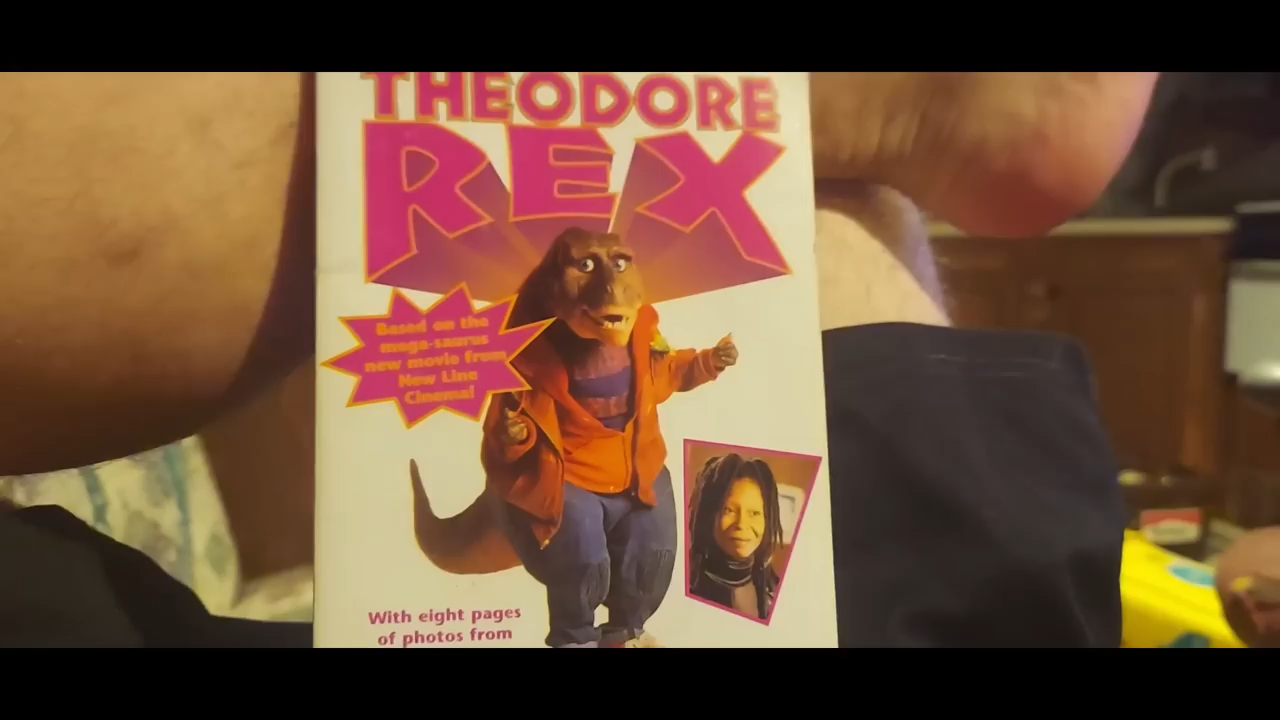 THEODORE
REX
Based on the
mega-saurus
new movie from
New Line
Cinema!
With eight pages
of photos from